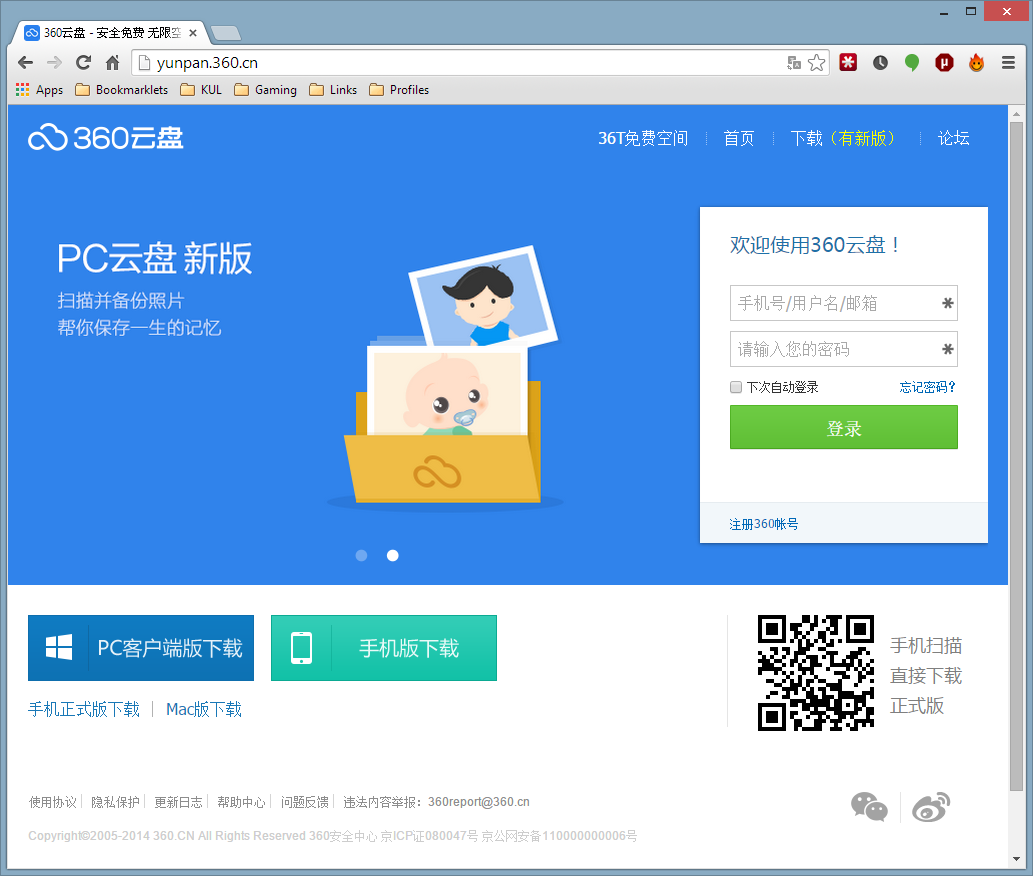 360云盘 - 安全免费 无限空
yunpan.360.cn
Apps Bookmarklets KUL Gaming Links Profiles
360云盘
36T免费空间 首页 下载（有新版） 论坛
PC云盘 新版
扫描并备份照片
帮你保存一生的记忆
欢迎使用360云盘！
手机号/用户名/邮箱
请输入您的密码
下次自动登录 忘记密码?
登录
注册360帐号
PC客户端版下载 手机版下载
手机正式版下载 | Mac版下载
手机扫描
直接下载
正式版
使用协议 | 隐私保护 | 更新日志 | 帮助中心 | 问题反馈 | 违法内容举报：360report@360.cn
Copyright©2005-2014 360.CN All Rights Reserved 360安全中心 京ICP证080047号 京公网安备110000000006号